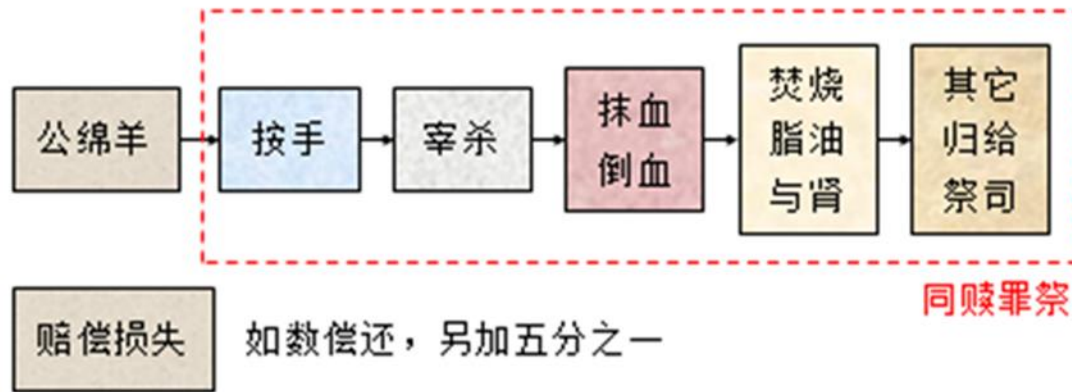 公绵羊
按手
宰杀
抹血
倒血
焚烧
脂油
与肾
其它
归给
祭司
同赎罪祭
赔偿损失
如数偿还，另加五分之一